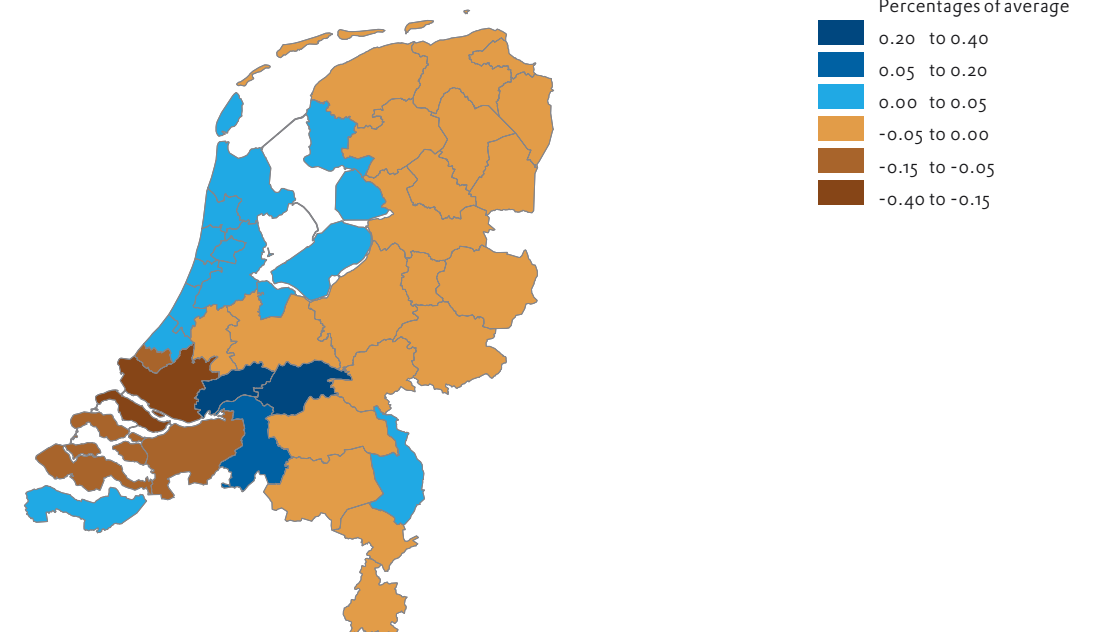 Percentages of average
0.20 to 0.40
0.05 to 0.20
0.00 to 0.05
-0.05 to 0.00
-0.15 to -0.05
-0.40 to -0.15